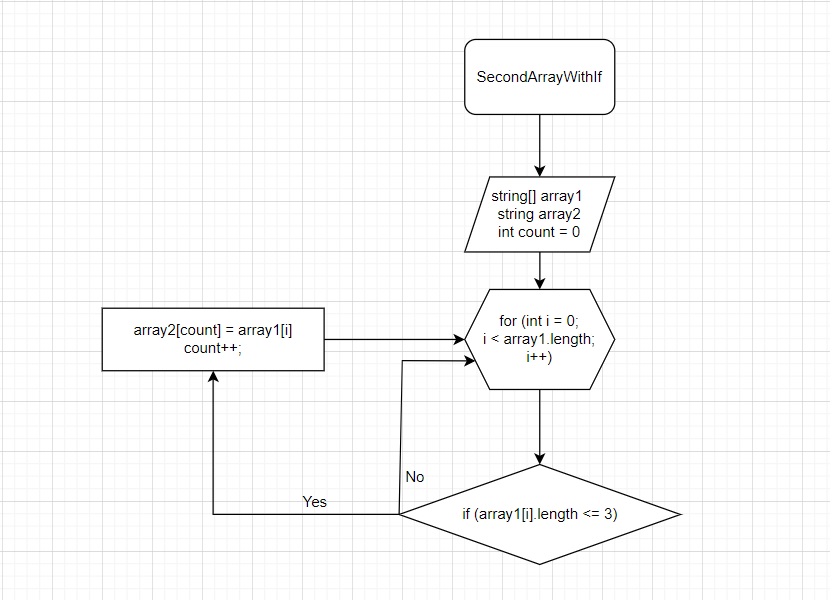 SecondArrayWithIf
string[] array1
string array2
int count = 0
for (int i = 0;
i < array1.length;
i++)
array2[count] = array1[i]
count++;
No
Yes
if (array1[i].length <= 3)